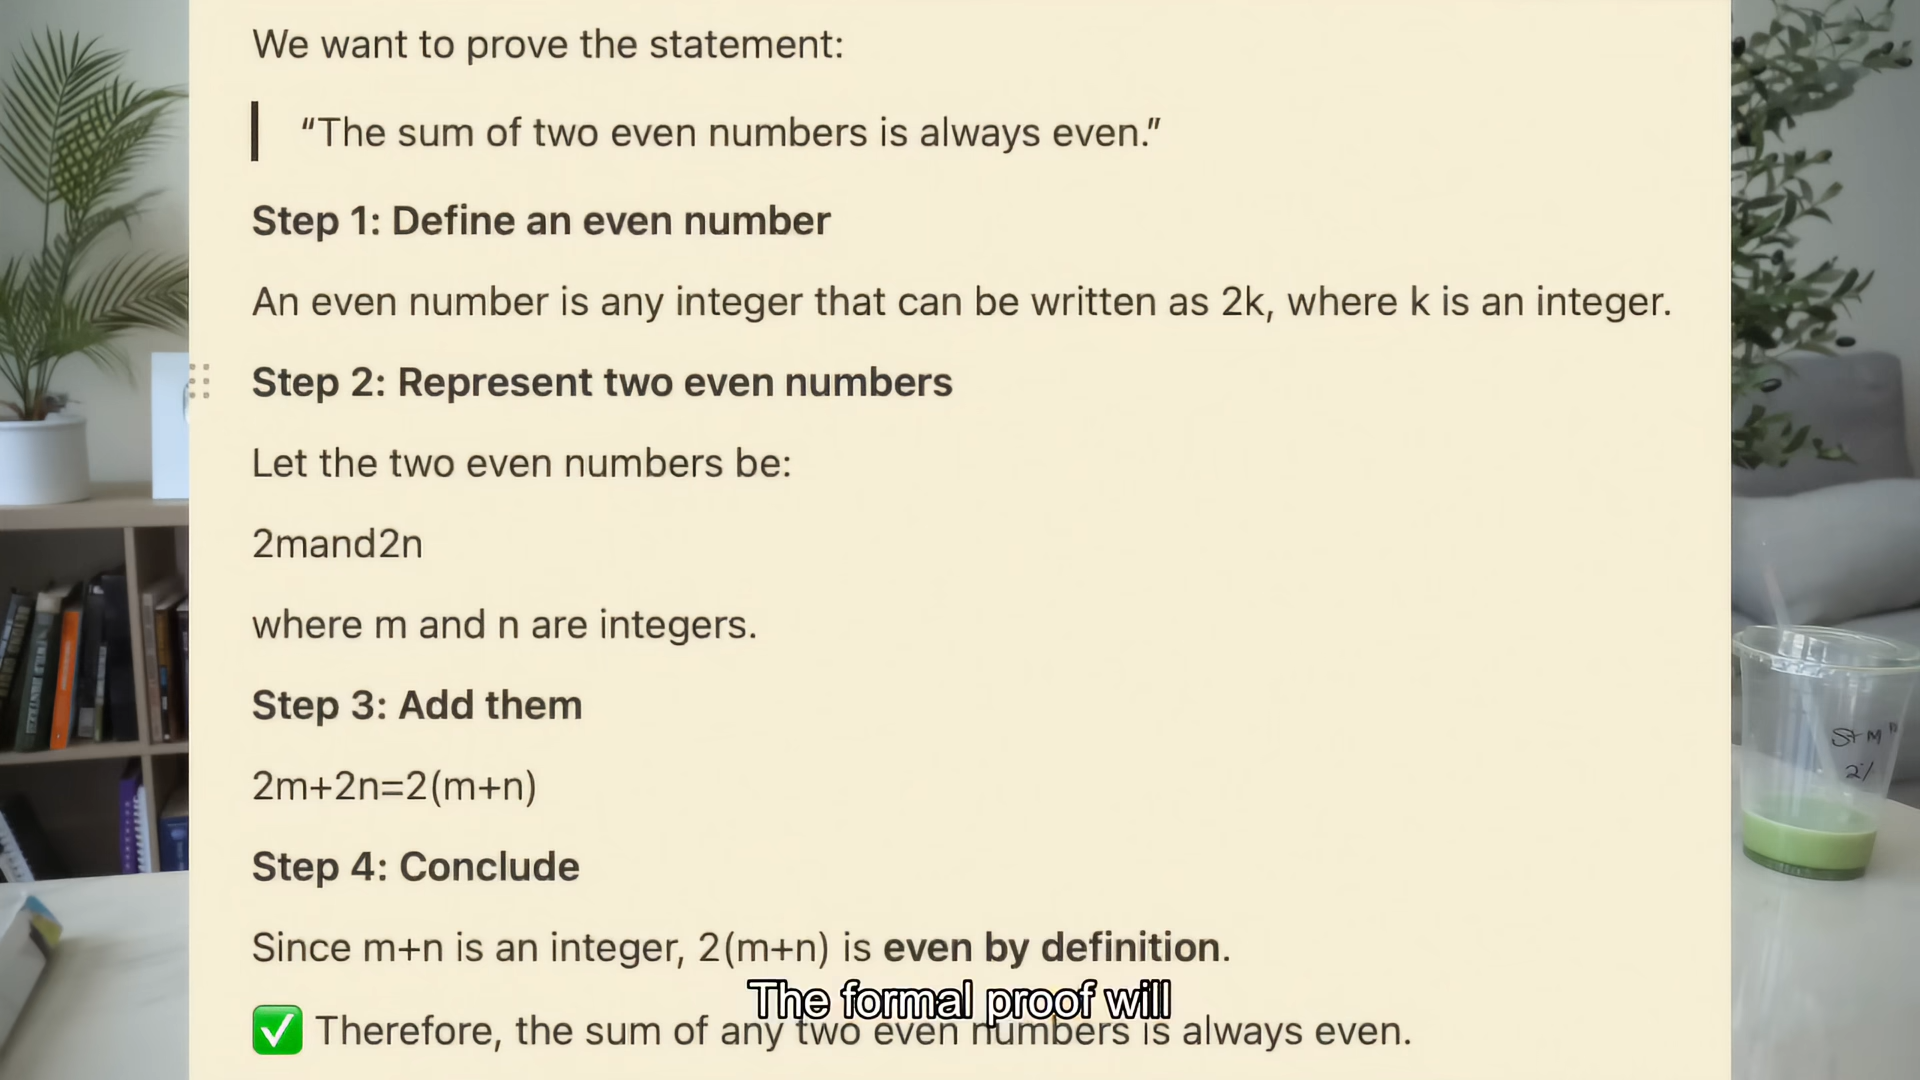 We want to prove the statement:
“The sum of two even numbers is always even.”
Step 1: Define an even number
An even number is any integer that can be written as 2k, where k is an integer.
Step 2: Represent two even numbers
Let the two even numbers be:
2mand2n
where m and n are integers.
Step 3: Add them
2m+2n=2(m+n)
Step 4: Conclude
Since m+n is an integer, 2(m+n) is even by definition.
The formal proof will
✅ Therefore, the sum of any two even numbers is always even.
2%